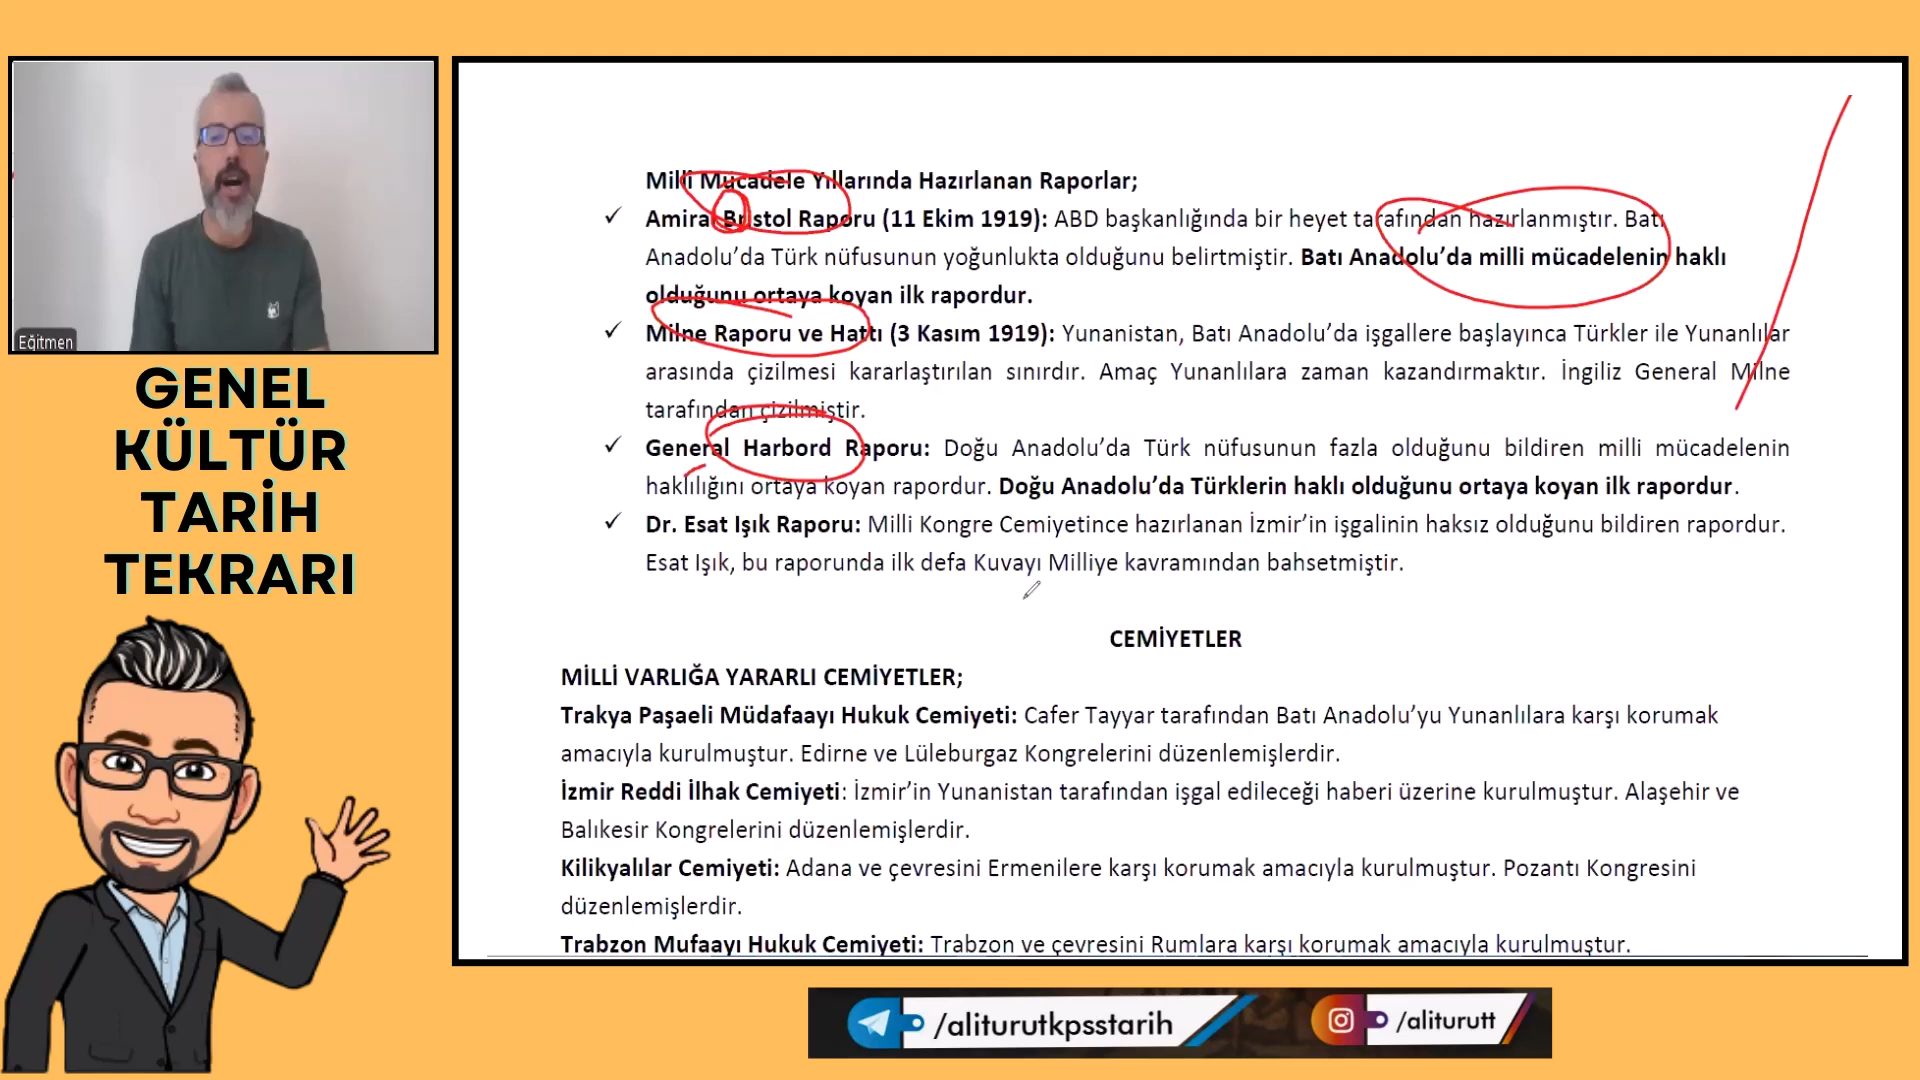 Eğitmen
GENEL
KÜLTÜR
TARİH
TEKRARI
Milli Mücadele Yıllarında Hazırlanan Raporlar;
✓ Amiral Bristol Raporu (11 Ekim 1919): ABD başkanlığında bir heyet tarafından hazırlanmıştır. Batı
Anadolu’da Türk nüfusunun yoğunlukta olduğunu belirtmiştir. Batı Anadolu’da milli mücadelenin haklı
olduğunu ortaya koyan ilk rapordur.
✓ Milne Raporu ve Hattı (3 Kasım 1919): Yunanistan, Batı Anadolu’da işgallere başlayınca Türkler ile Yunanlılar
arasında çizilmesi kararlaştırılan sınırdır. Amaç Yunanlılara zaman kazandırmaktır. İngiliz General Milne
tarafından çizilmiştir.
✓ General Harbord Raporu: Doğu Anadolu’da Türk nüfusunun fazla olduğunu bildiren milli mücadelenin
haklılığını ortaya koyan rapordur. Doğu Anadolu’da Türklerin haklı olduğunu ortaya koyan ilk rapordur.
✓ Dr. Esat Işık Raporu: Milli Kongre Cemiyetince hazırlanan İzmir’in işgalinin haksız olduğunu bildiren rapordur.
Esat Işık, bu raporunda ilk defa Kuvayı Milliye kavramından bahsetmiştir.
CEMİYETLER
MİLLİ VARLIĞA YARARLI CEMİYETLER;
Trakya Paşaeli Müdafaayı Hukuk Cemiyeti: Cafer Tayyar tarafından Batı Anadolu’yu Yunanlılara karşı korumak
amacıyla kurulmuştur. Edirne ve Lüleburgaz Kongrelerini düzenlemişlerdir.
İzmir Reddi İlhak Cemiyeti: İzmir’in Yunanistan tarafından işgal edileceği haberi üzerine kurulmuştur. Alaşehir ve
Balıkesir Kongrelerini düzenlemişlerdir.
Kilikyalılar Cemiyeti: Adana ve çevresini Ermenilere karşı korumak amacıyla kurulmuştur. Pozantı Kongresini
düzenlemişlerdir.
Trabzon Mufaayı Hukuk Cemiyeti: Trabzon ve çevresini Rumlara karşı korumak amacıyla kurulmuştur.
/aliturutkpsstarih
/aliturutt